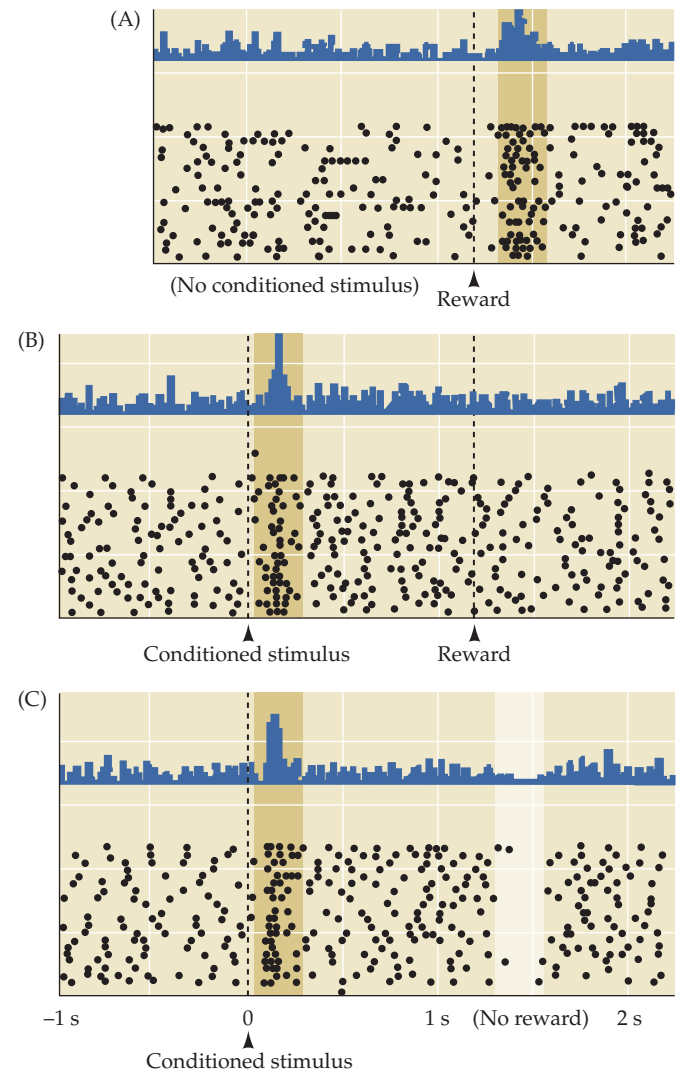 (A)
(No conditioned stimulus) Reward
(B)
Conditioned stimulus Reward
(C)
–1 s 0 1 s (No reward) 2 s
Conditioned stimulus